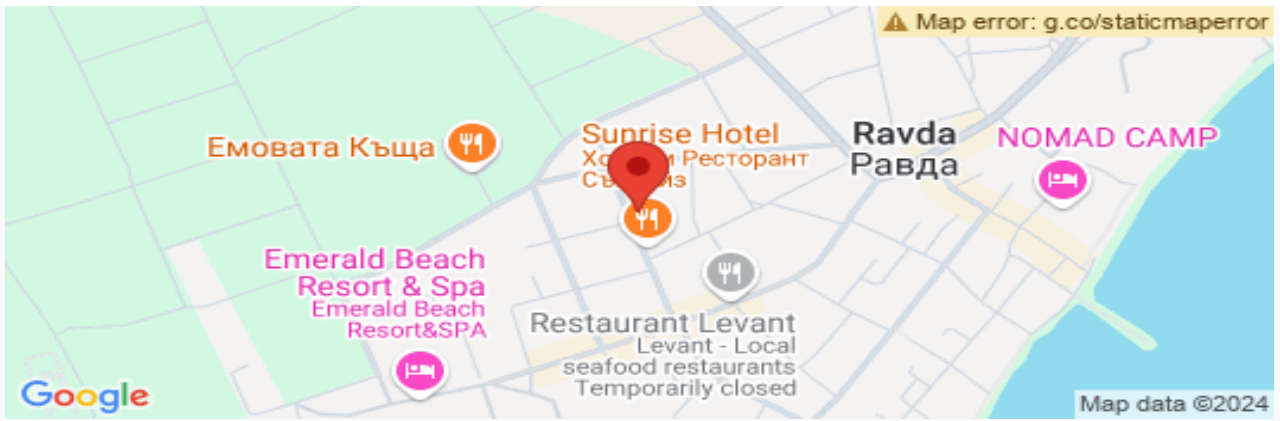 Map error: g.co/staticmaperror
Емовата Къща
Sunrise Hotel
Ресторант
Ravda
Равда
NOMAD CAMP
Emerald Beach
Resort & Spa
Emerald Beach
Resort&SPA
Restaurant Levant
Levant - Local
seafood restaurants
Temporarily closed
Google
Map data ©2024